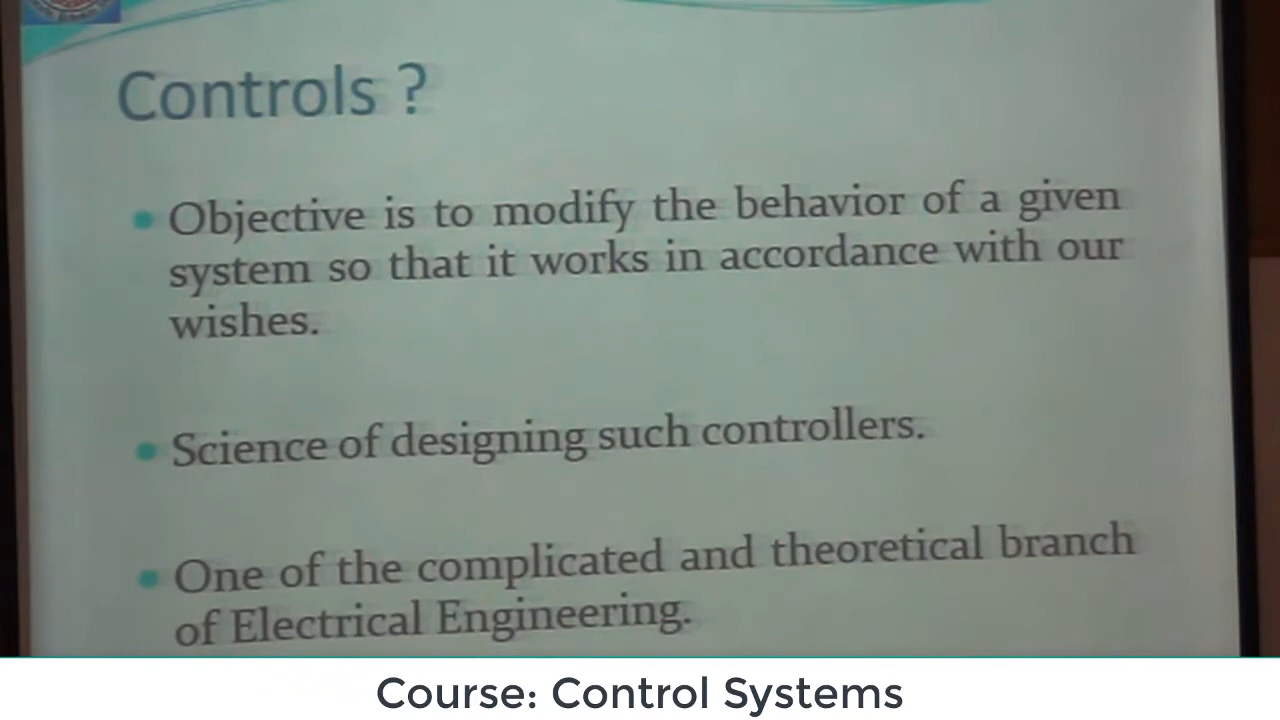 Controls ?
Objective is to modify the behavior of a given
system so that it works in accordance with our
wishes.
Science of designing such controllers.
One of the complicated and theoretical branch
of Electrical Engineering.
Course: Control Systems